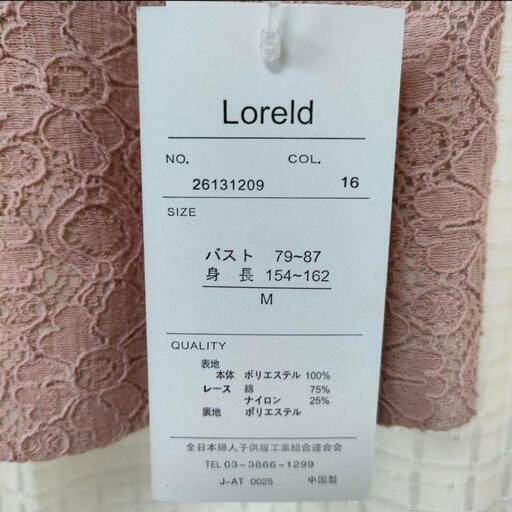 Loreld
NO. COL.
26131209 16
SIZE
バスト 79~87
身 長 154~162
M
QUALITY
表地
本体 ポリエステル 100%
レース 綿 75%
ナイロン 25%
裏地 ポリエステル
全日本婦人子供服工業組合連合会
TEL 03-3866-1299
J-AT 0025 中国製